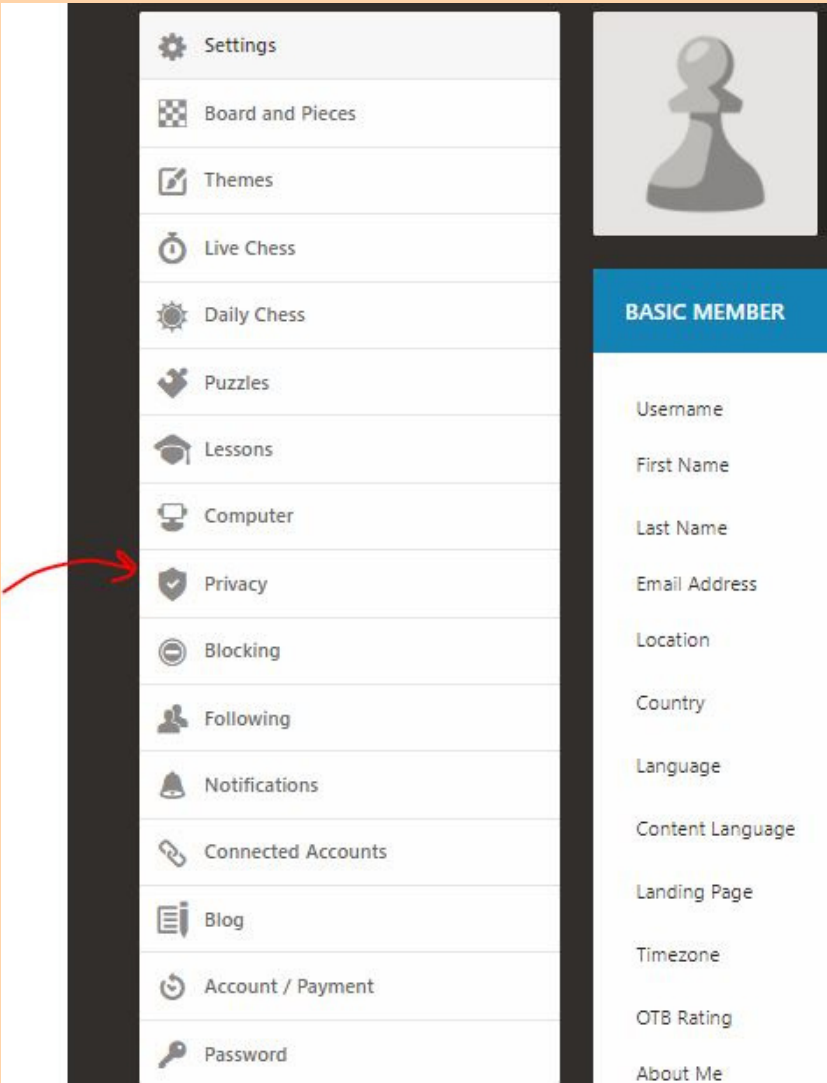 Settings
Board and Pieces
Themes
Live Chess
Daily Chess
Puzzles
Lessons
Computer
Privacy
Blocking
Following
Notifications
Connected Accounts
Blog
Account / Payment
Password
BASIC MEMBER
Username
First Name
Last Name
Email Address
Location
Country
Language
Content Language
Landing Page
Timezone
OTB Rating
About Me